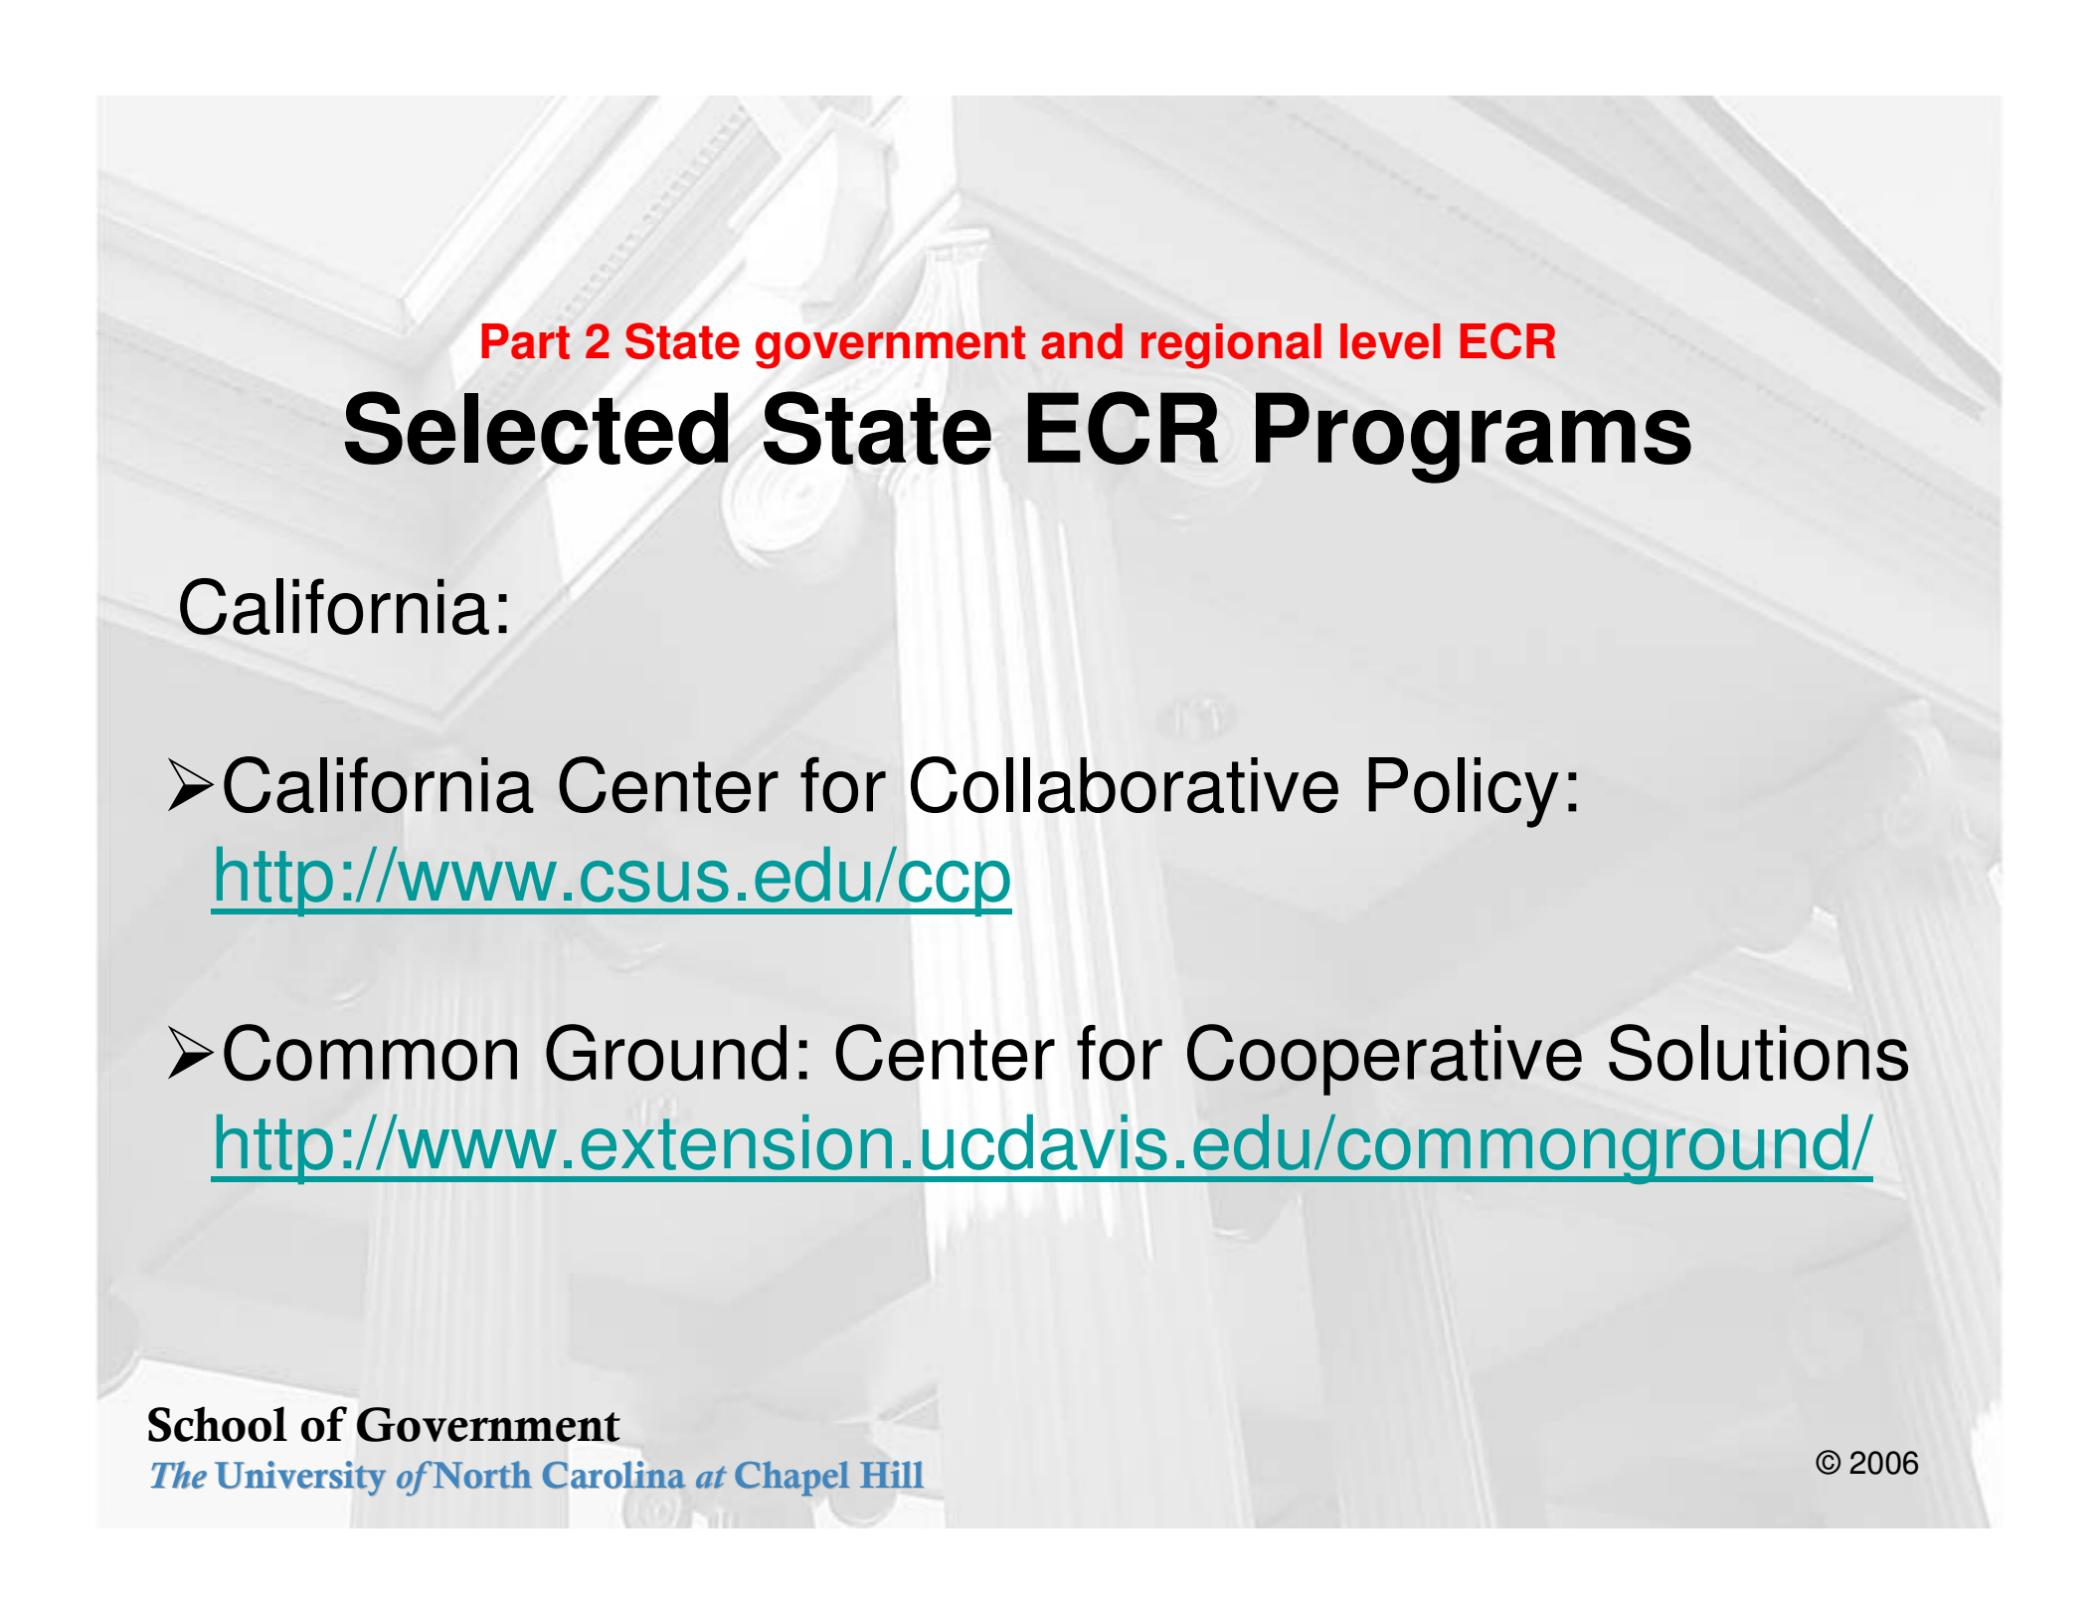 Part 2 State government and regional level ECR
Selected State ECR Programs
California:
➢California Center for Collaborative Policy:
http://www.csus.edu/ccp
➢Common Ground: Center for Cooperative Solutions
http://www.extension.ucdavis.edu/commonground/
School of Government
The University of North Carolina at Chapel Hill
© 2006